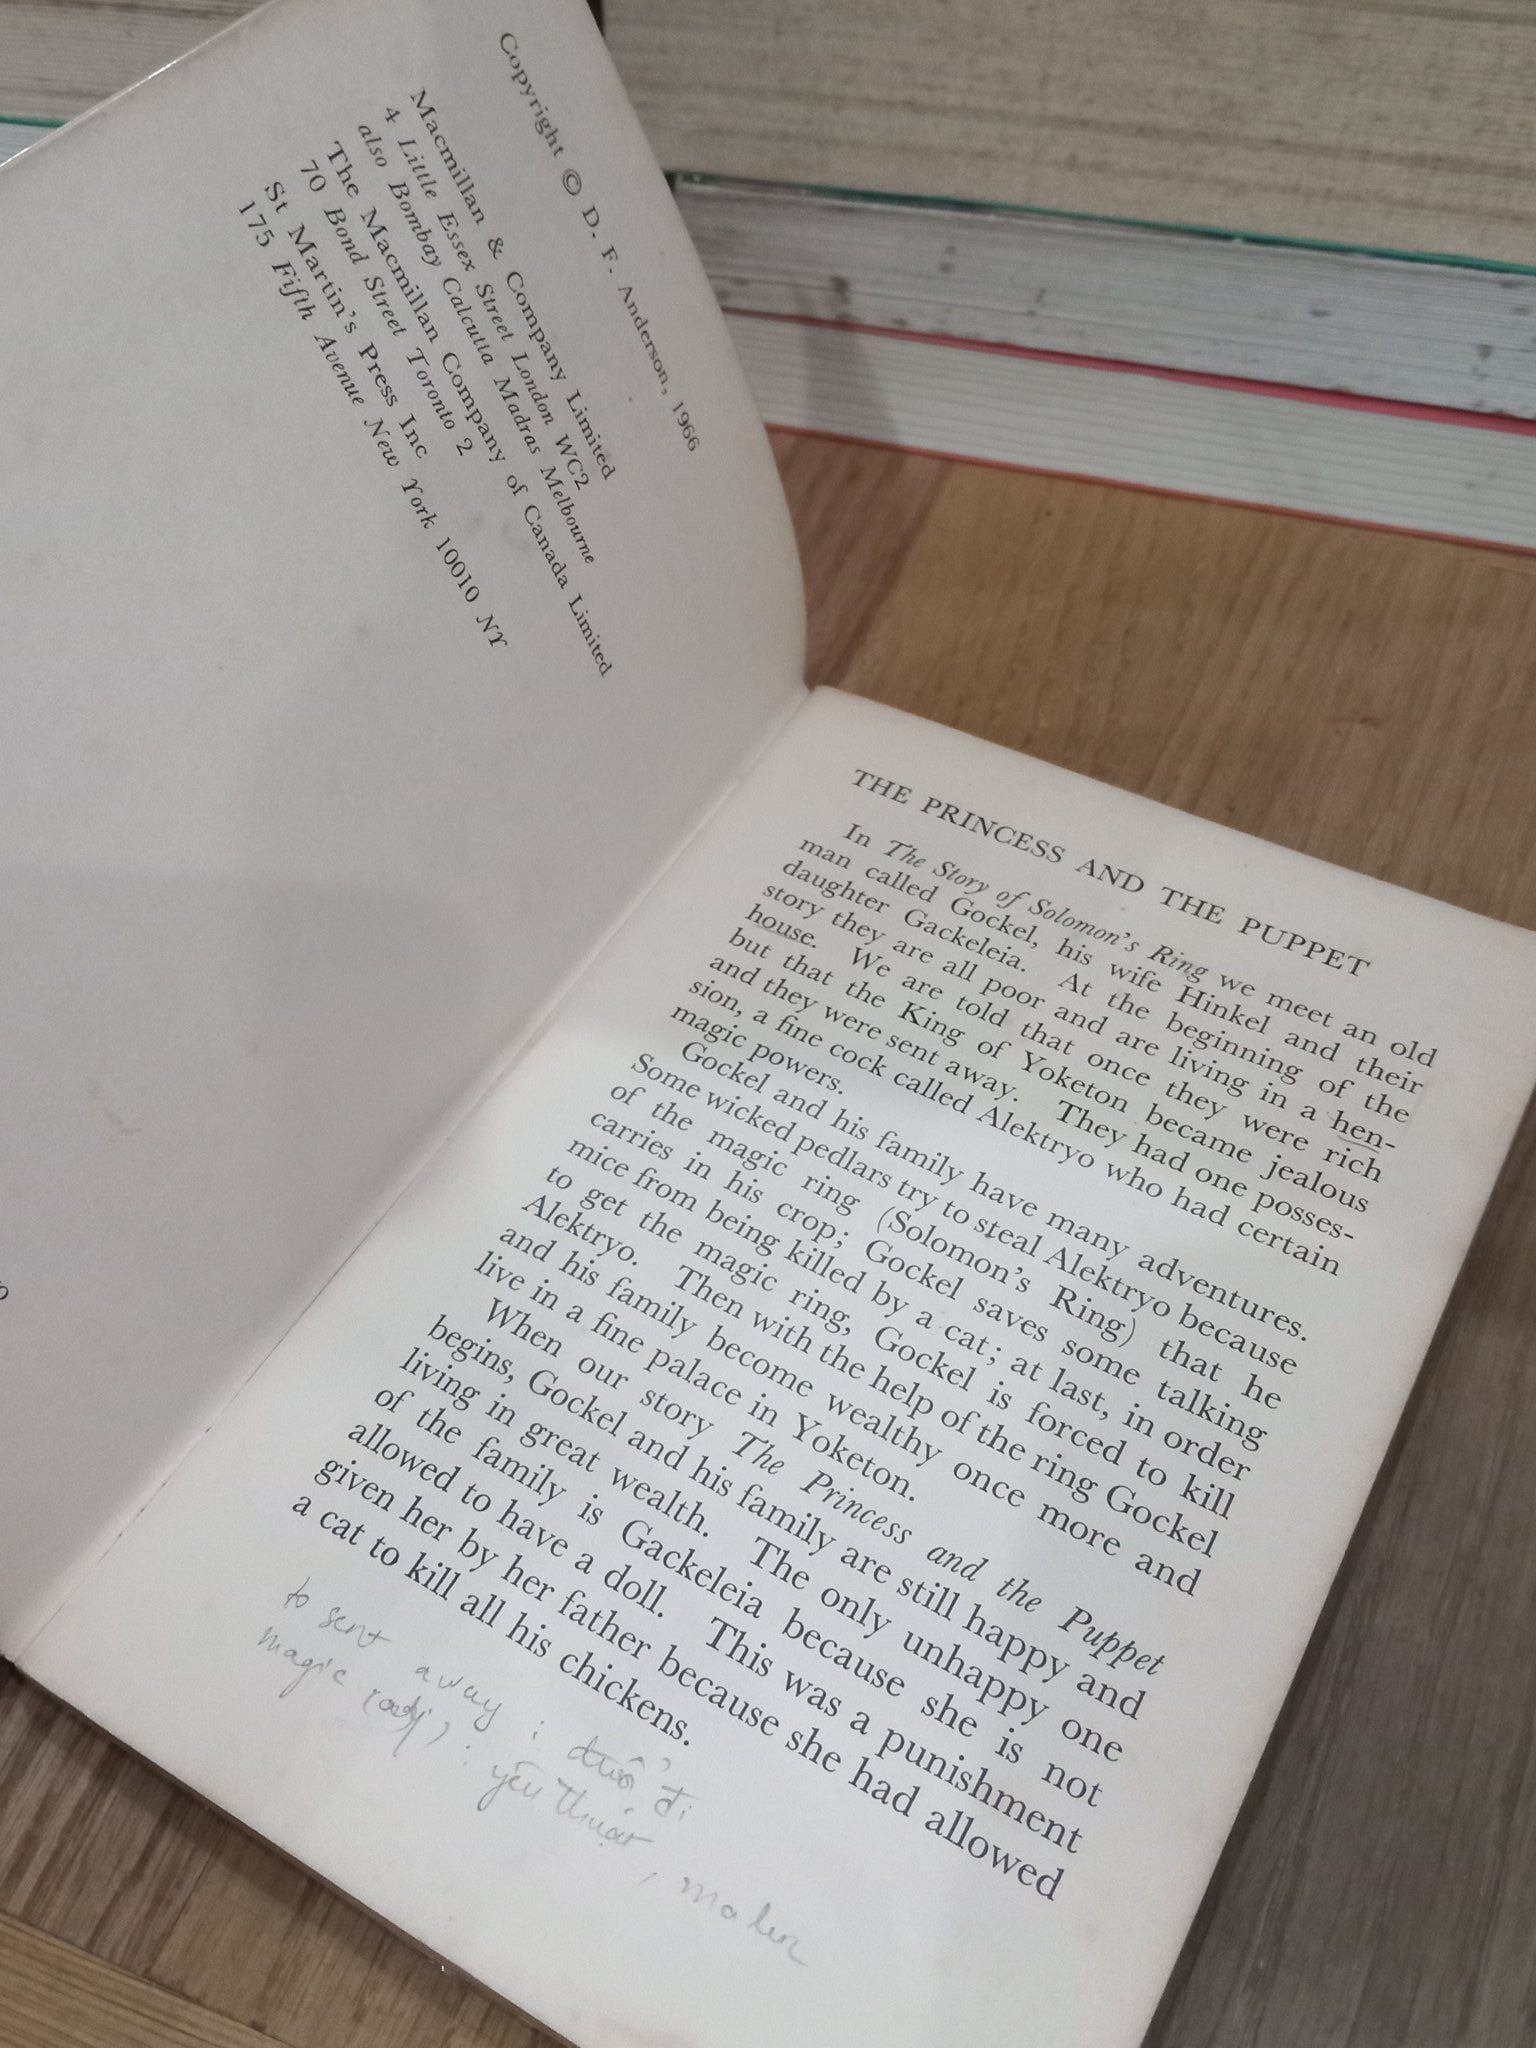 Copyright © D. F. Anderson, 1966
Macmillan & Company Limited
4 Little Essex Street London WC2
also Bombay Calcutta Madras Melbourne
The Macmillan Company of Canada Limited
70 Bond Street Toronto 2
St Martin's Press Inc
175 Fifth Avenue New York 10010 NY
THE PRINCESS AND THE PUPPET
In The Story of Solomon's Ring we meet an old
man called Gockel, his wife Hinkel and their
daughter Gackeleia. At the beginning of the
story they are all poor and are living in a hen-
house. We are told that once they were rich
but that the King of Yoketon became jealous
and they were sent away. They had one posses-
sion, a fine cock called Alektryo who had certain
magic powers.
Gockel and his family have many adventures.
Some wicked pedlars try to steal Alektryo because
of the magic ring (Solomon's Ring) that he
carries in his crop; Gockel saves some talking
mice from being killed by a cat; at last, in order
to get the magic ring, Gockel is forced to kill
Alektryo. Then with the help of the ring Gockel
and his family become wealthy once more and
live in a fine palace in Yoketon.
When our story The Princess and the Puppet
begins, Gockel and his family are still happy and
living in great wealth. The only unhappy one
of the family is Gackeleia because she is not
allowed to have a doll. This was a punishment
given her by her father because she had allowed
a cat to kill all his chickens.
to sent away : đuổi đi
magic : yêu thuật,